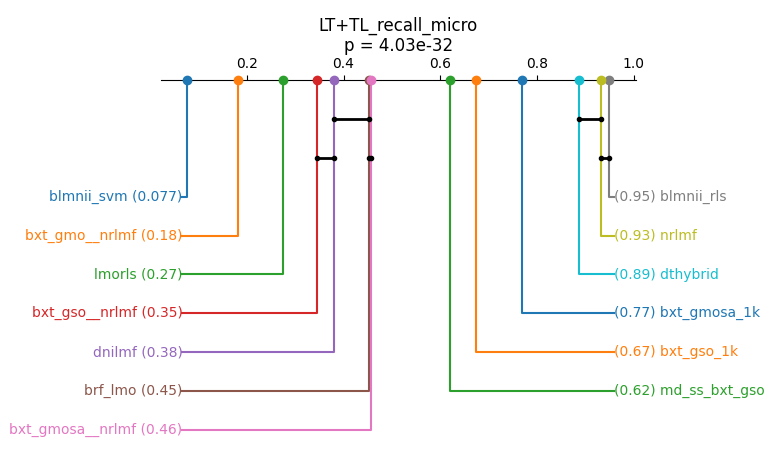 LT+TL_recall_micro
p = 4.03e-32
0.2 0.4 0.6 0.8 1.0
blmnii_svm (0.077) (0.95) blmnii_rls
bxt_gmo__nrlmf (0.18) (0.93) nrlmf
lmorls (0.27) (0.89) dthybrid
bxt_gso__nrlmf (0.35) (0.77) bxt_gmosa_1k
dnilmf (0.38) (0.67) bxt_gso_1k
brf_lmo (0.45) (0.62) md_ss_bxt_gso
bxt_gmosa__nrlmf (0.46)